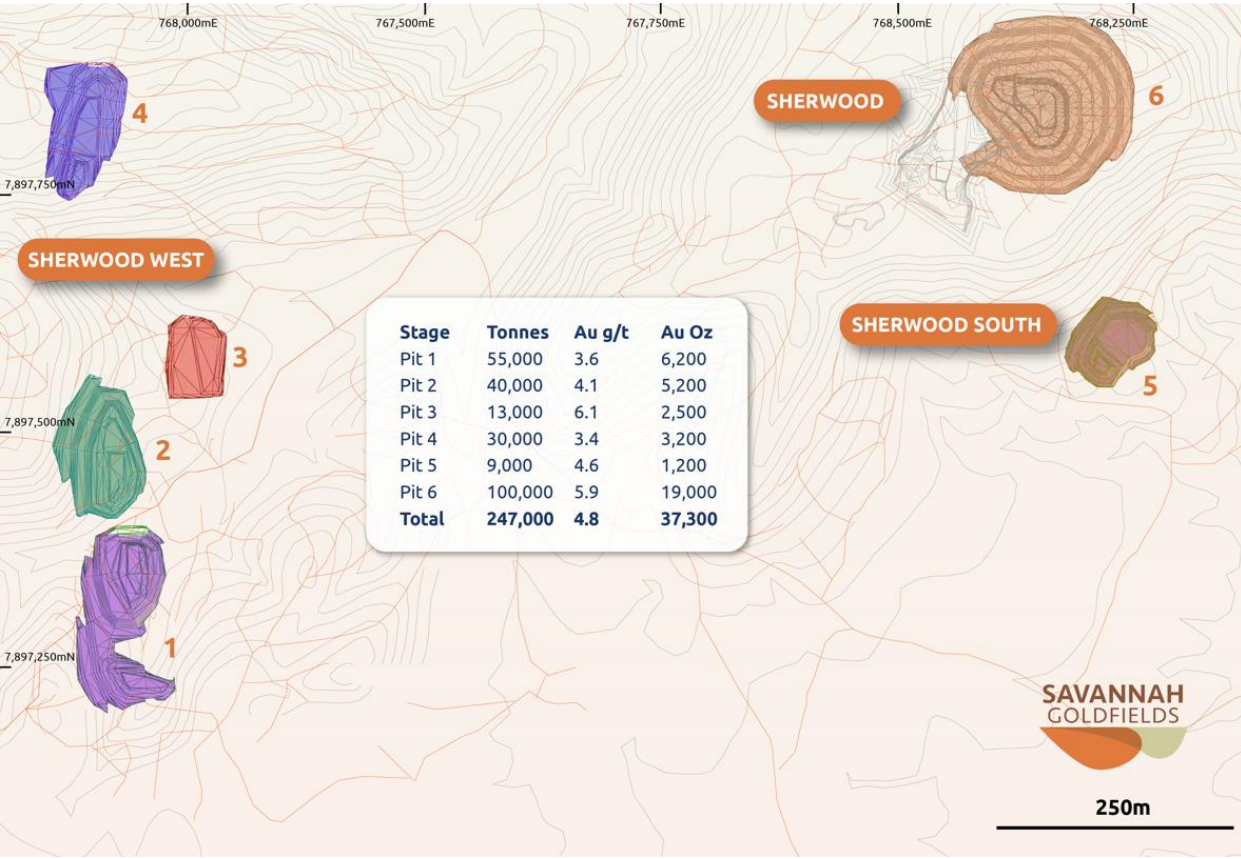 768,000mE 767,500mE 767,750mE 768,500mE 768,250mE
SHERWOOD
6
4
7,897,750mN
SHERWOOD WEST
SHERWOOD SOUTH
5
3
7,897,500mN
2
Stage Tonnes Au g/t Au Oz
Pit 1 55,000 3.6 6,200
Pit 2 40,000 4.1 5,200
Pit 3 13,000 6.1 2,500
Pit 4 30,000 3.4 3,200
Pit 5 9,000 4.6 1,200
Pit 6 100,000 5.9 19,000
Total 247,000 4.8 37,300
1
7,897,250mN
SAVANNAH
GOLDFIELDS
250m